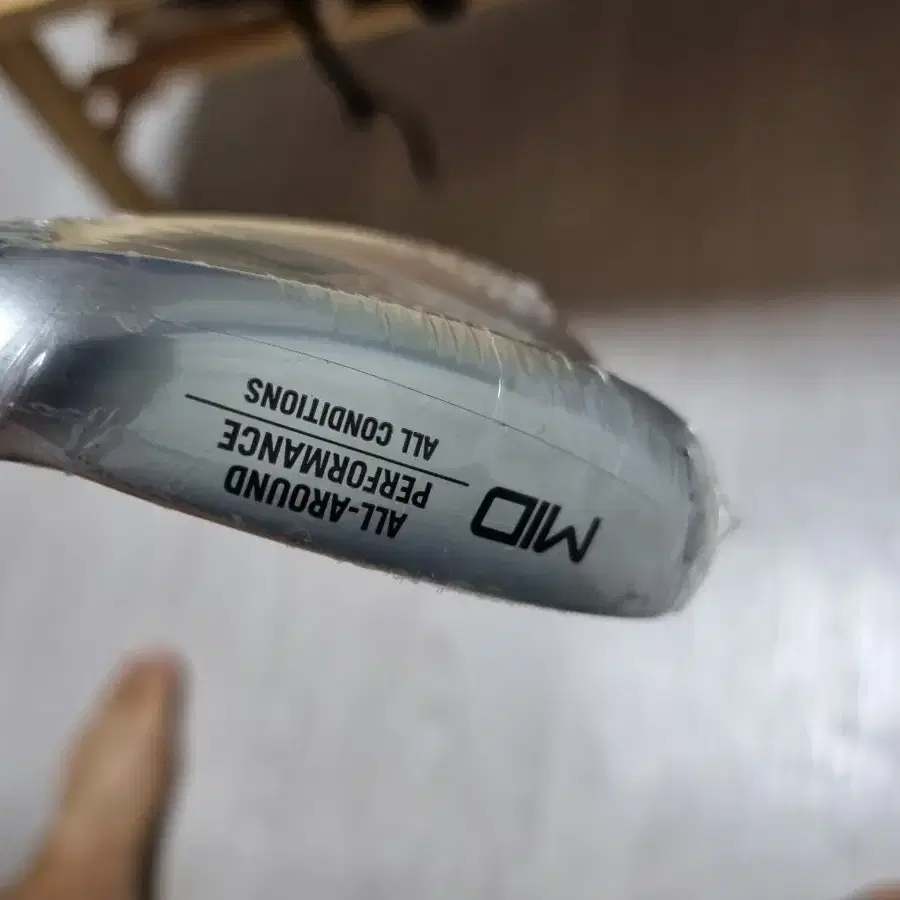 MID
ALL-AROUND
PERFORMANCE
ALL CONDITIONS